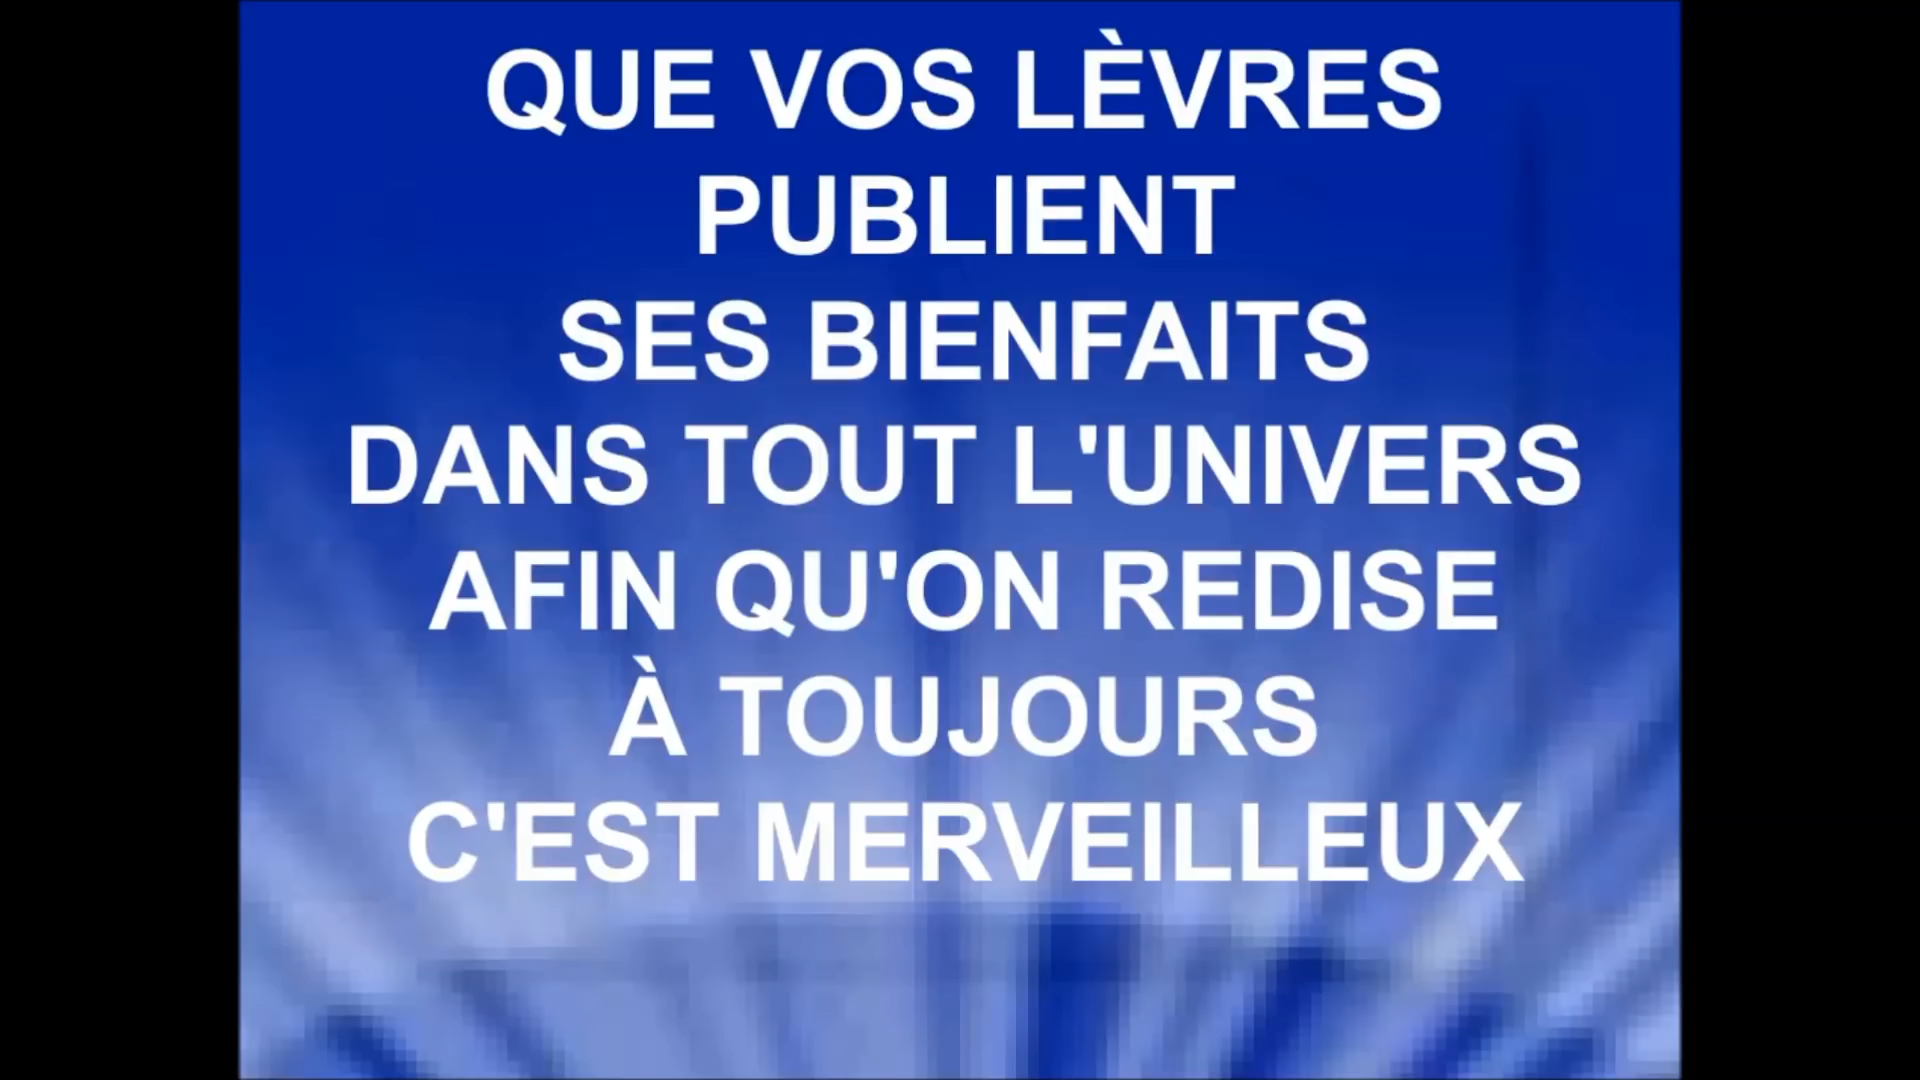 QUE VOS LÈVRES
PUBLIENT
SES BIENFAITS
DANS TOUT L'UNIVERS
AFIN QU'ON REDISE
À TOUJOURS
C'EST MERVEILLEUX